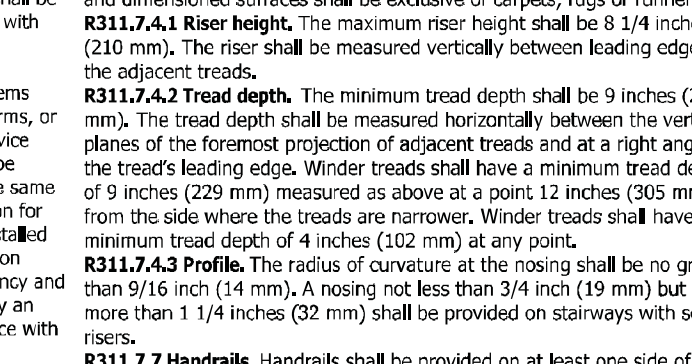 and dimensioned surfaces shall be exclusive of carpets, rugs or runner
R311.7.4.1 Riser height. The maximum riser height shall be 8 1/4 inch
(210 mm). The riser shall be measured vertically between leading edge
the adjacent treads.
R311.7.4.2 Tread depth. The minimum tread depth shall be 9 inches (2
mm). The tread depth shall be measured horizontally between the vert
planes of the foremost projection of adjacent treads and at a right ang
the tread's leading edge. Winder treads shall have a minimum tread de
of 9 inches (229 mm) measured as above at a point 12 inches (305 mm
from the side where the treads are narrower. Winder treads shall have
minimum tread depth of 4 inches (102 mm) at any point.
R311.7.4.3 Profile. The radius of curvature at the nosing shall be no gr
than 9/16 inch (14 mm). A nosing not less than 3/4 inch (19 mm) but
more than 1 1/4 inches (32 mm) shall be provided on stairways with so
risers.
R311.7.7 Handrails. Handrails shall be provided on at least one side of
with
ems
rms, or
vice
be
e same
an for
stalled
on
ency and
y an
ce with